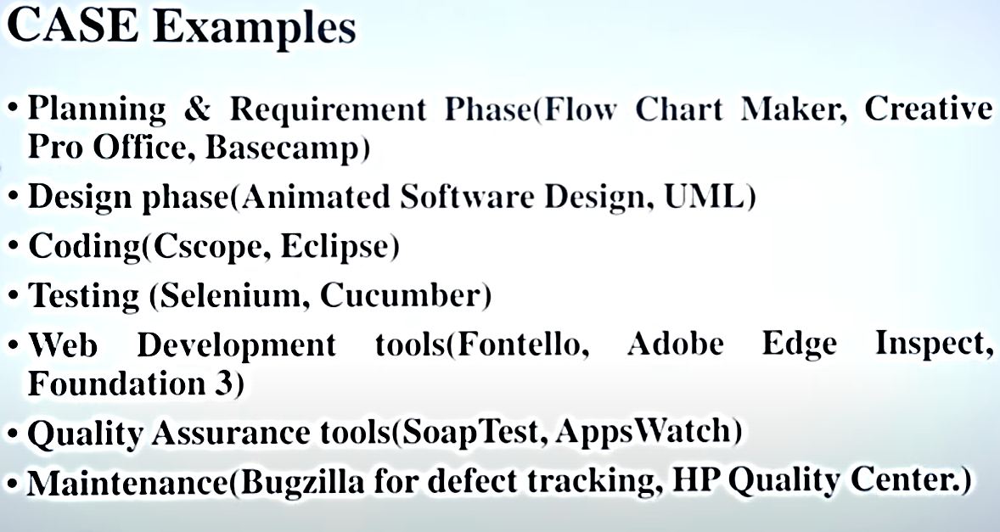 CASE Examples
• Planning & Requirement Phase(Flow Chart Maker, Creative
Pro Office, Basecamp)
• Design phase(Animated Software Design, UML)
• Coding(Cscope, Eclipse)
• Testing (Selenium, Cucumber)
• Web Development tools(Fontello, Adobe Edge Inspect,
Foundation 3)
• Quality Assurance tools(SoapTest, AppsWatch)
• Maintenance(Bugzilla for defect tracking, HP Quality Center.)